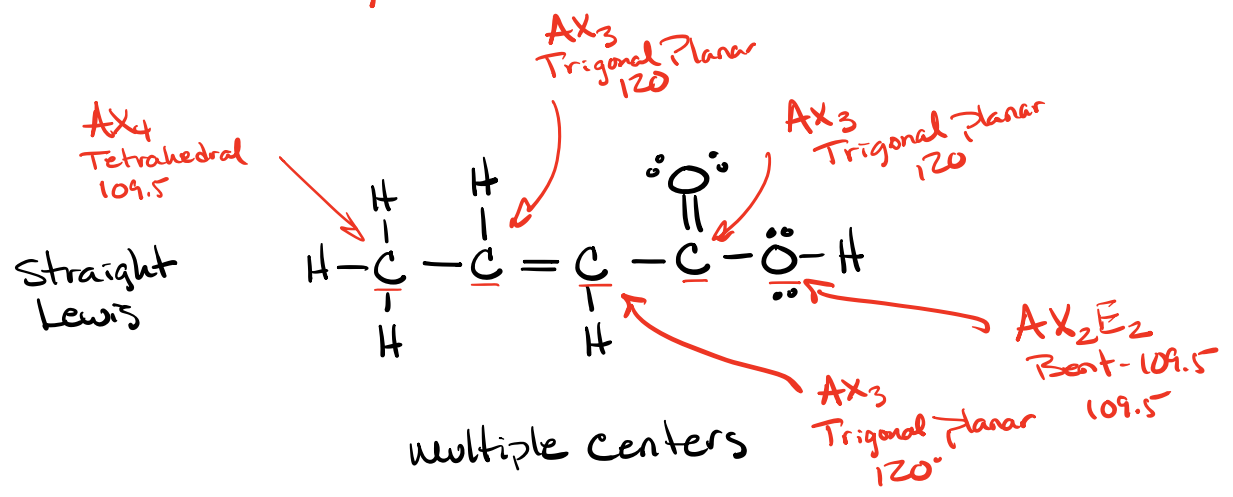 AX3
Trigonal Planar
120
AX4
Tetrahedral
109.5
AX3
Trigonal Planar
120
H H O
H-C-C=C-C-O-H
H H
Straight
Lewis
AX2E2
Bent-109.5
109.5
AX3
Trigonal Planar
120°
multiple centers